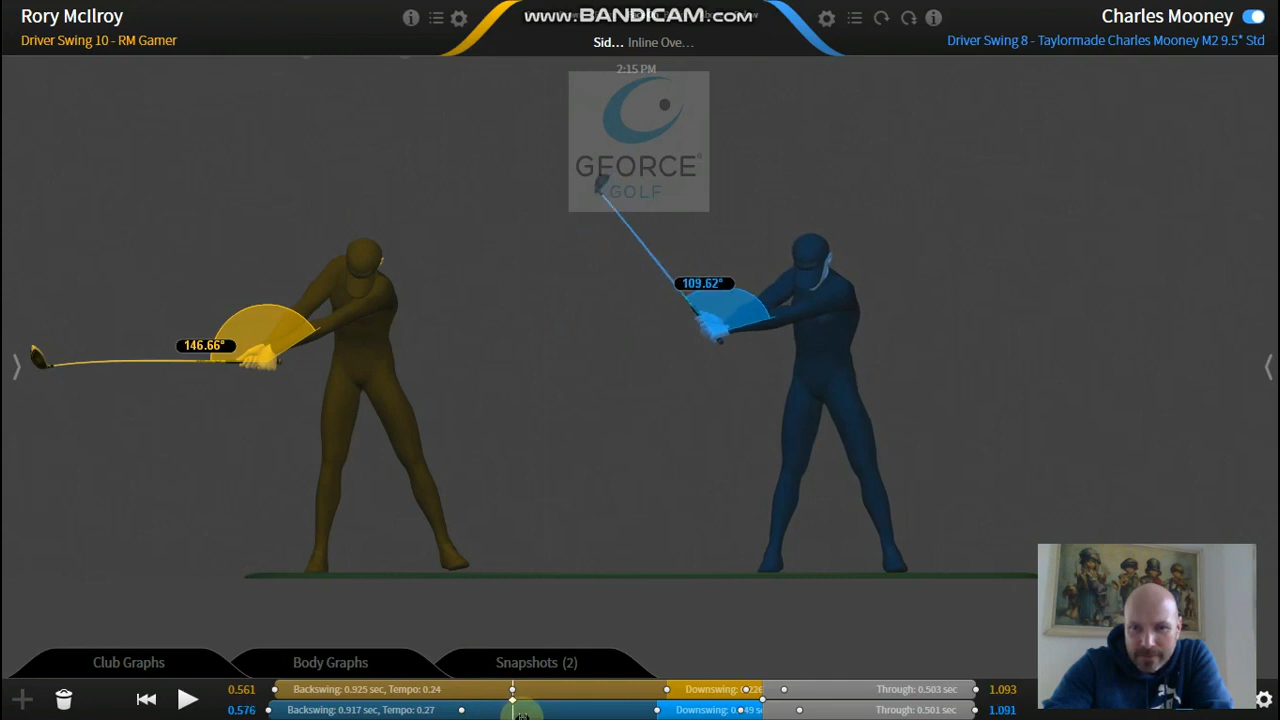 Rory McIlroy
www.BANDICAM.com
Charles Mooney
Driver Swing 10 - RM Gamer
Sid... Inline Ove...
Driver Swing 8 - Taylormade Charles Mooney M2 9.5° Std
2:15 PM
GFORCE°
GOLF
109.62°
146.66°
Club Graphs
Body Graphs
Snapshots (2)
0.561
Backswing: 0.925 sec, Tempo: 0.24
Downswing:
Through: 0.503 sec
1.093
0.576
Backswing: 0.917 sec, Tempo: 0.27
Downswing:
Through: 0.501 sec
1.091